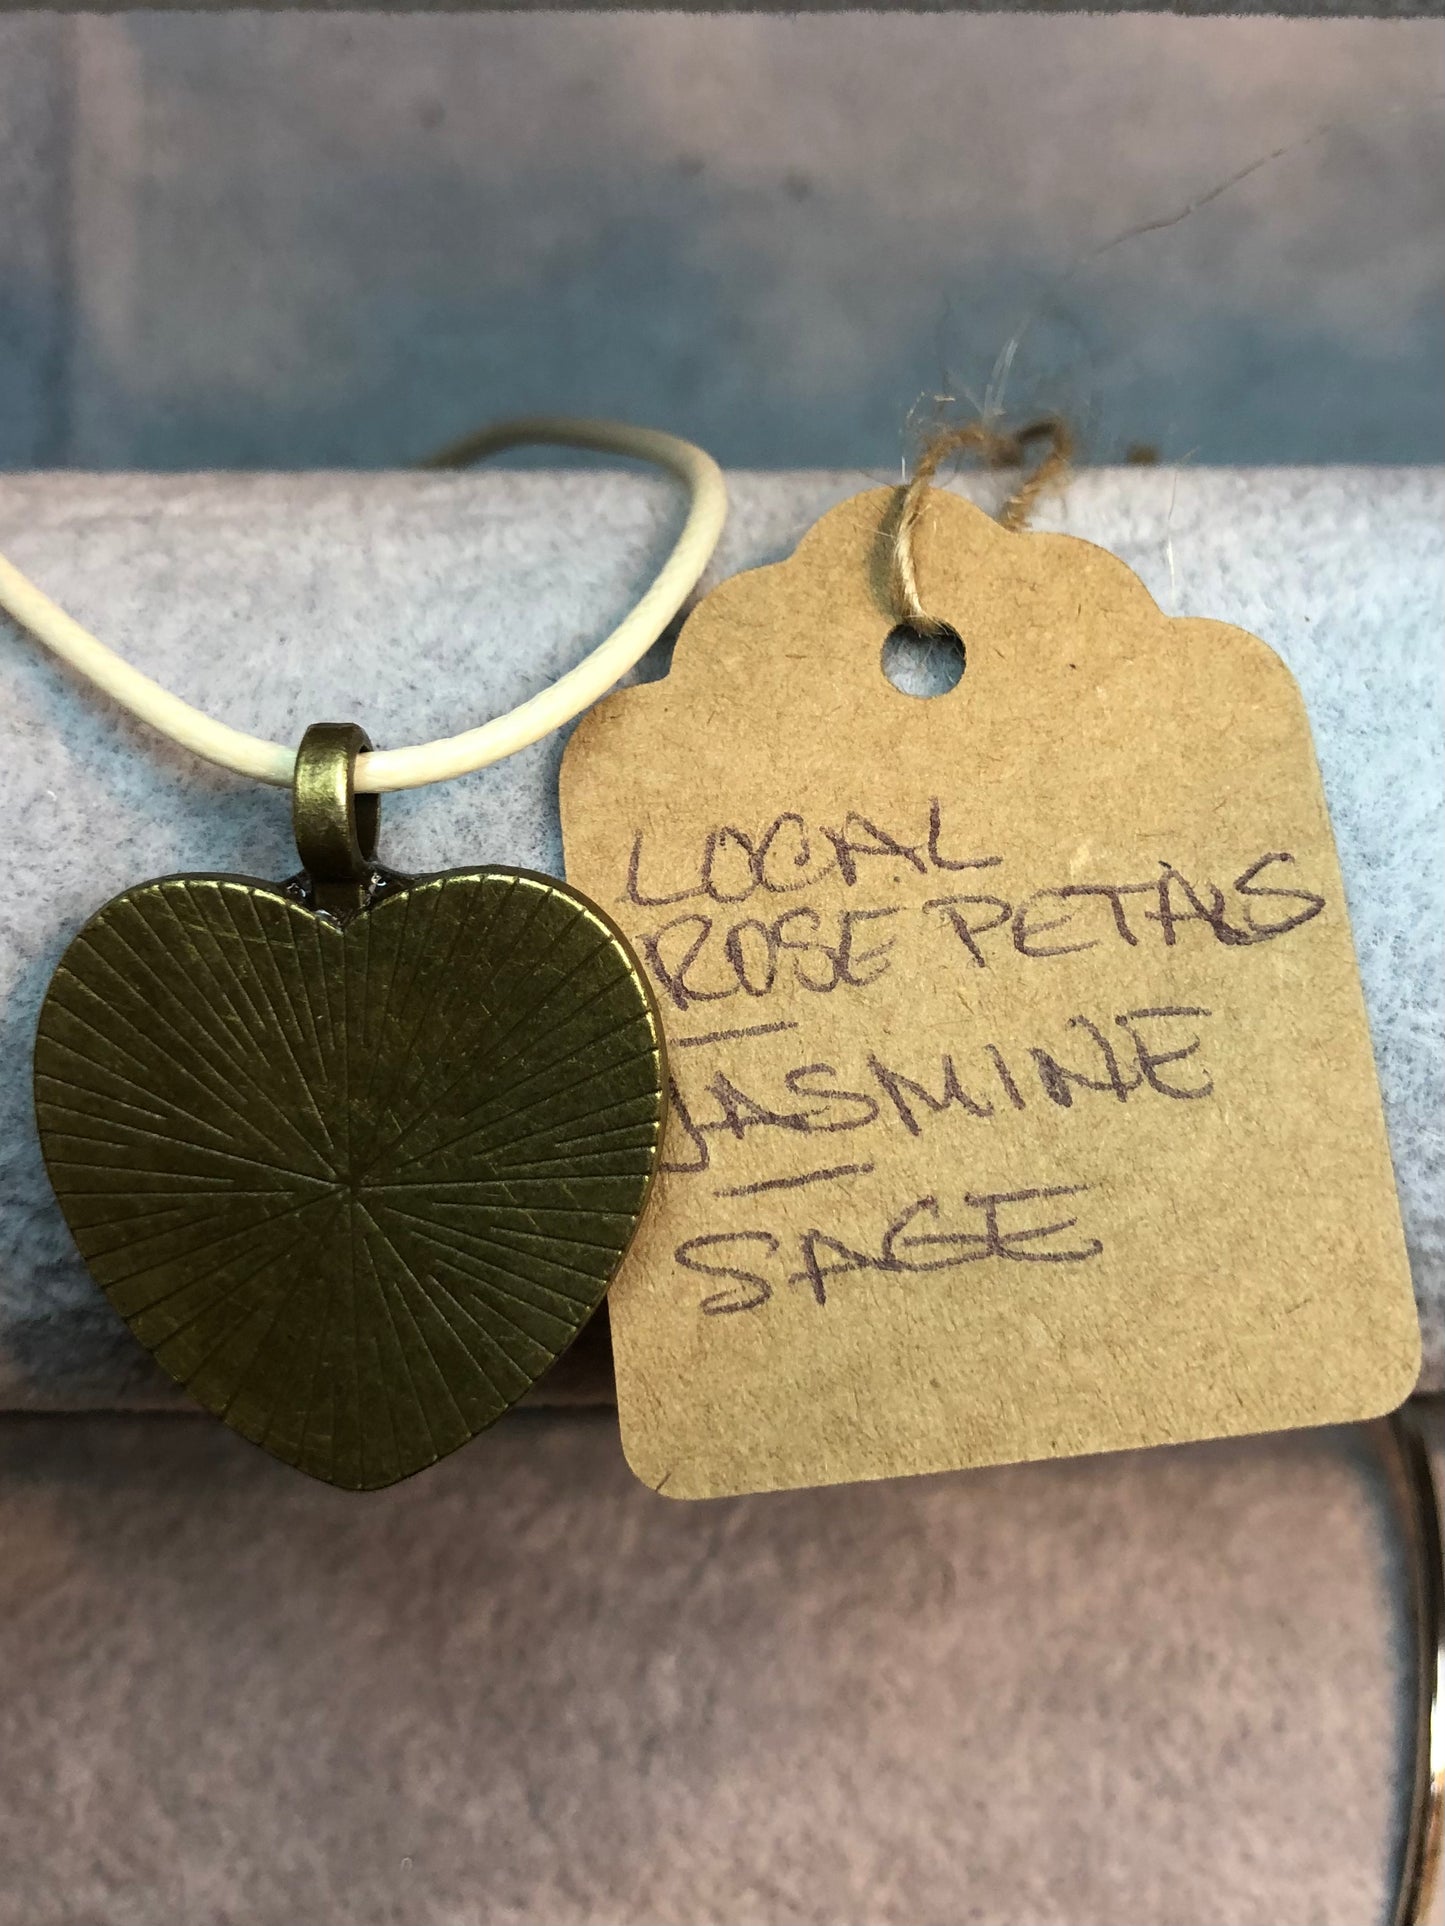 LOCAL
ROSE PETALS
—
JASMINE
—
SAGE